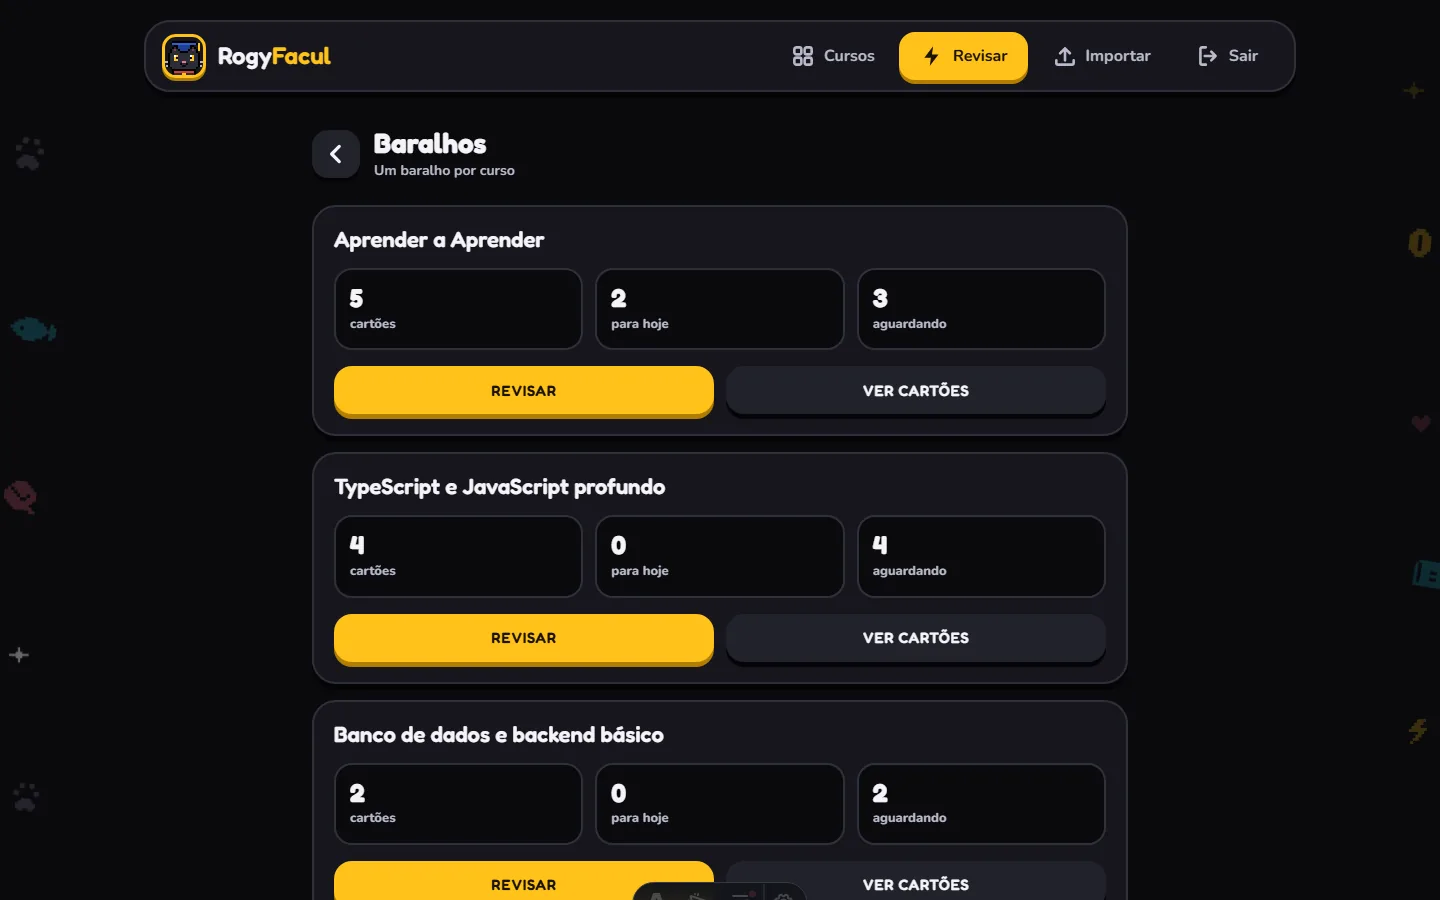 RogyFacul
Cursos
Revisar
Importar
Sair
Baralhos
Um baralho por curso
Aprender a Aprender
5
cartões
2
para hoje
3
aguardando
REVISAR
VER CARTÕES
TypeScript e JavaScript profundo
4
cartões
0
para hoje
4
aguardando
REVISAR
VER CARTÕES
Banco de dados e backend básico
2
cartões
0
para hoje
2
aguardando
REVISAR
VER CARTÕES